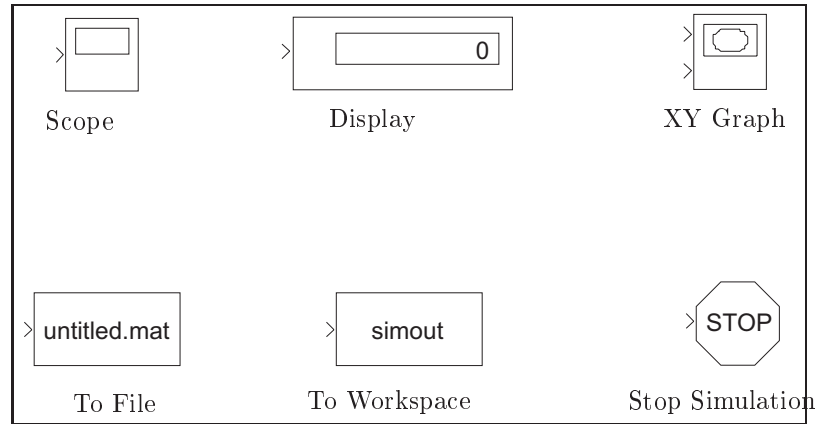 0
Scope
Display
XY Graph
untitled.mat
simout
STOP
To File
To Workspace
Stop Simulation